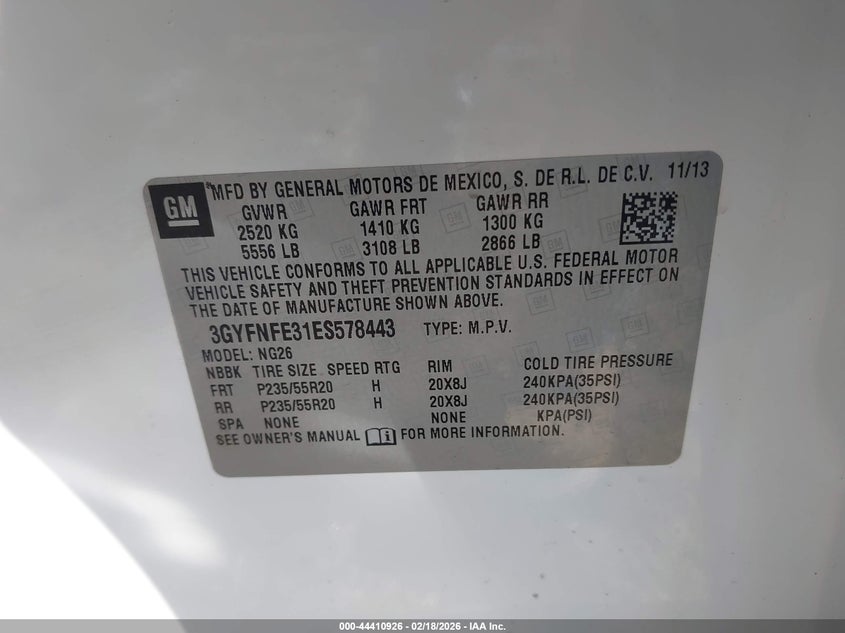 GM
MFD BY GENERAL MOTORS DE MEXICO, S. DE R.L. DE C.V. 11/13
GVWR GAWR FRT GAWR RR
2520 KG 1410 KG 1300 KG
5556 LB 3108 LB 2866 LB
THIS VEHICLE CONFORMS TO ALL APPLICABLE U.S. FEDERAL MOTOR
VEHICLE SAFETY AND THEFT PREVENTION STANDARDS IN EFFECT ON
THE DATE OF MANUFACTURE SHOWN ABOVE.
3GYFNFE31ES578443 TYPE: M.P.V.
MODEL: NG26
NBBK TIRE SIZE SPEED RTG RIM COLD TIRE PRESSURE
FRT P235/55R20 H 20X8J 240KPA(35PSI)
RR P235/55R20 H 20X8J 240KPA(35PSI)
SPA NONE NONE KPA(PSI)
SEE OWNER'S MANUAL FOR MORE INFORMATION.
000-44410926 - 02/18/2026 - IAA Inc.